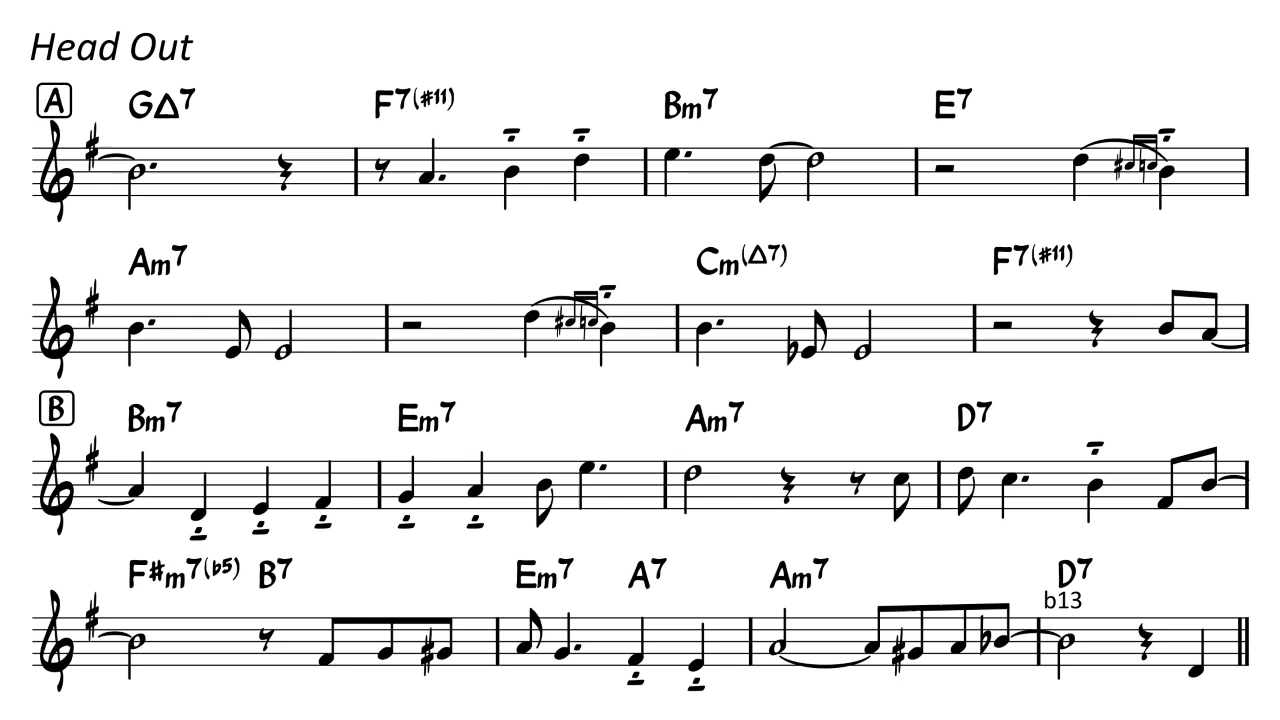 Head Out
A GΔ7 F7(#11) Bm7 E7
Am7 Cm(Δ7) F7(#11)
B Bm7 Em7 Am7 D7
F#m7(b5) B7 Em7 A7 Am7 D7
b13